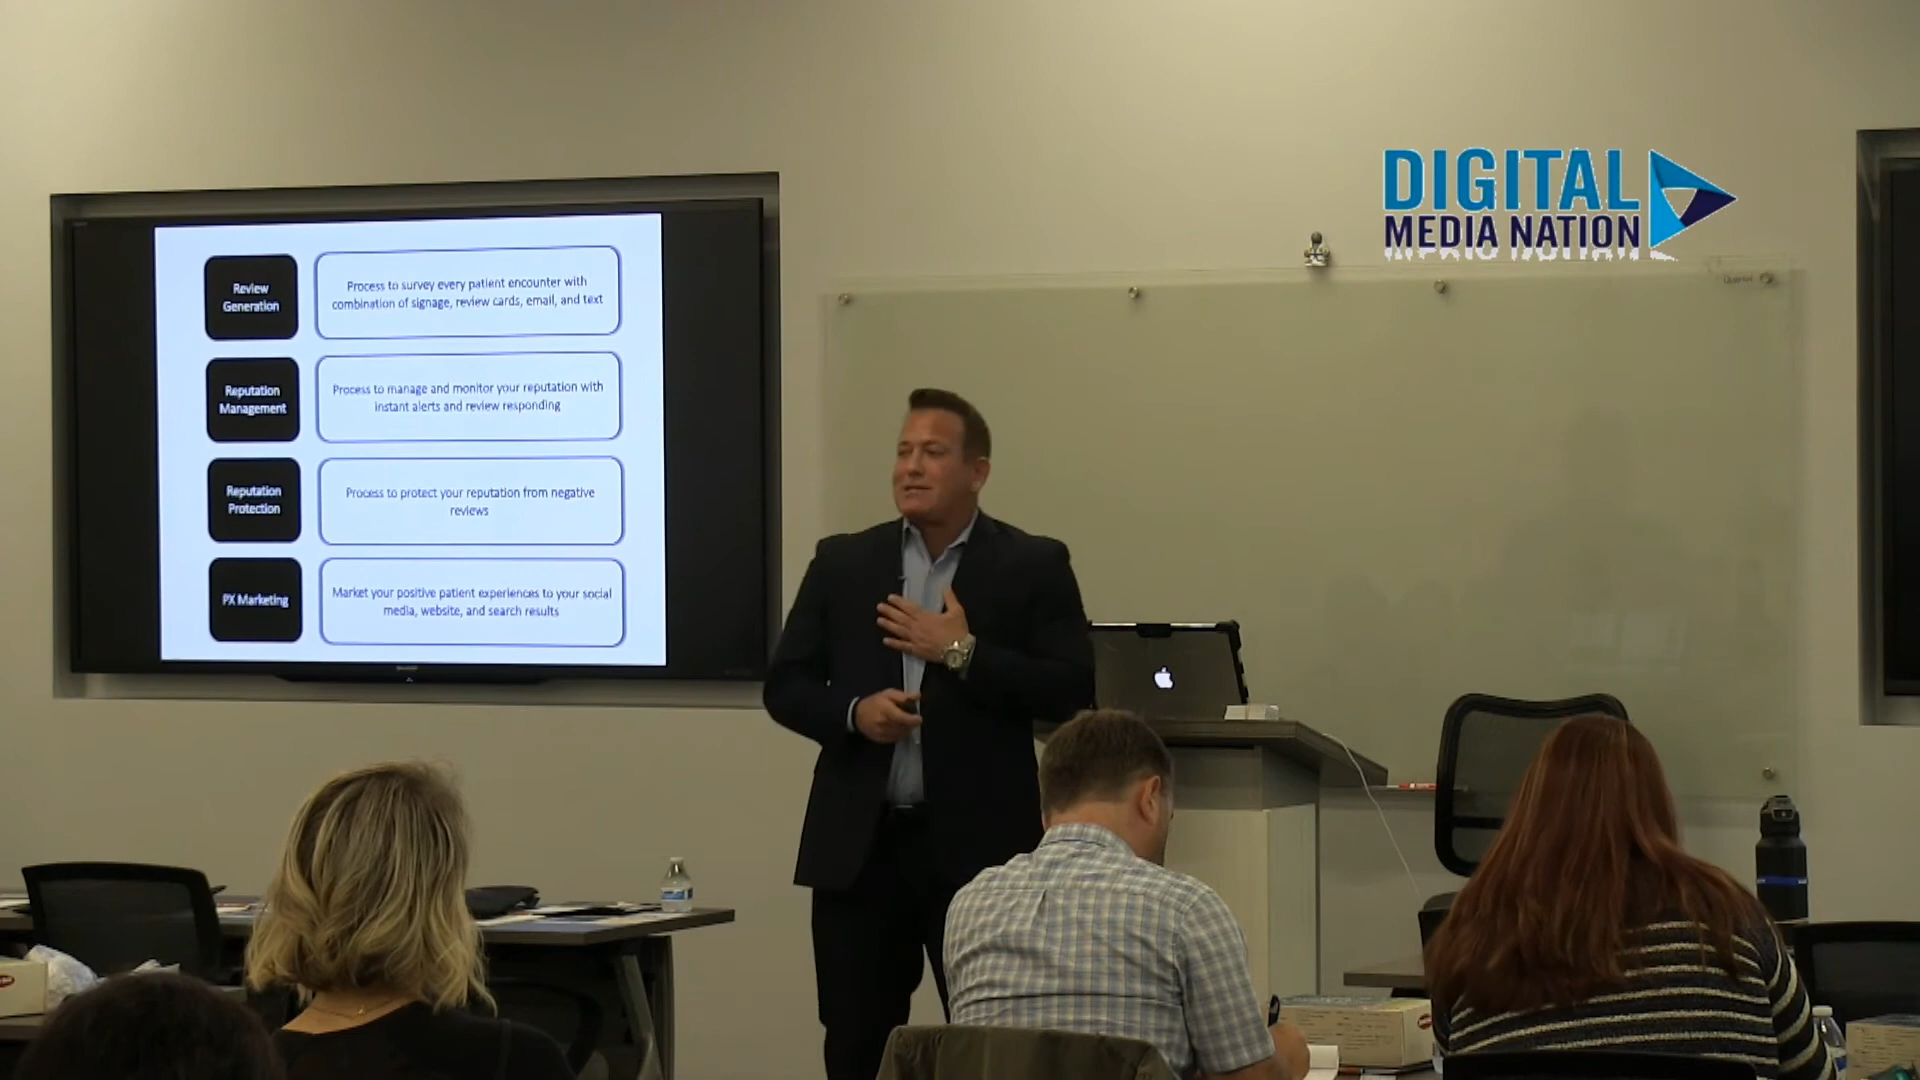 DIGITAL
MEDIA NATION
Review
Generation
Process to survey every patient encounter with
combination of signage, review cards, email, and text
Reputation
Management
Process to manage and monitor your reputation with
instant alerts and review responding
Reputation
Protection
Process to protect your reputation from negative
reviews
PX Marketing
Market your positive patient experiences to your social
media, website, and search results